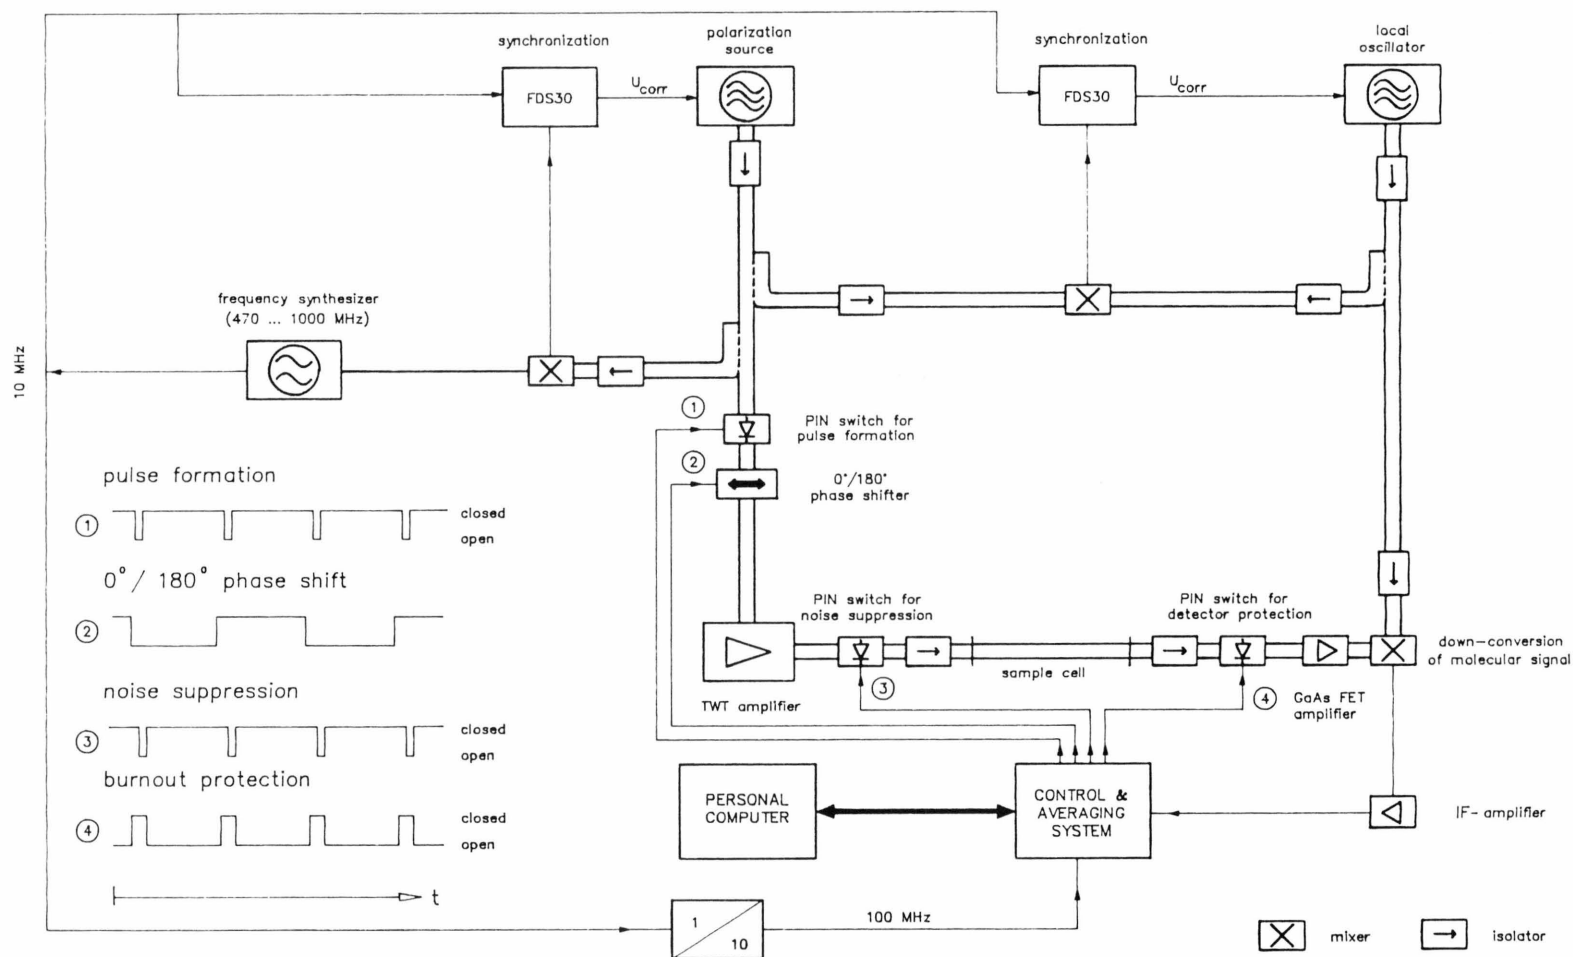 synchronization
polarization
source
synchronization
local
oscillator
FDS30
U_corr
FDS30
U_corr
frequency synthesizer
(470 ... 1000 MHz)
10 MHz
1
PIN switch for
pulse formation
2
0°/180°
phase shifter
pulse formation
1
closed
open
0°/ 180° phase shift
2
noise suppression
3
closed
open
burnout protection
4
closed
open
t
PIN switch for
noise suppression
PIN switch for
detector protection
down-conversion
of molecular signal
sample cell
3
4
TWT amplifier
GaAs FET
amplifier
PERSONAL
COMPUTER
CONTROL &
AVERAGING
SYSTEM
IF- amplifier
1
10
100 MHz
mixer
isolator